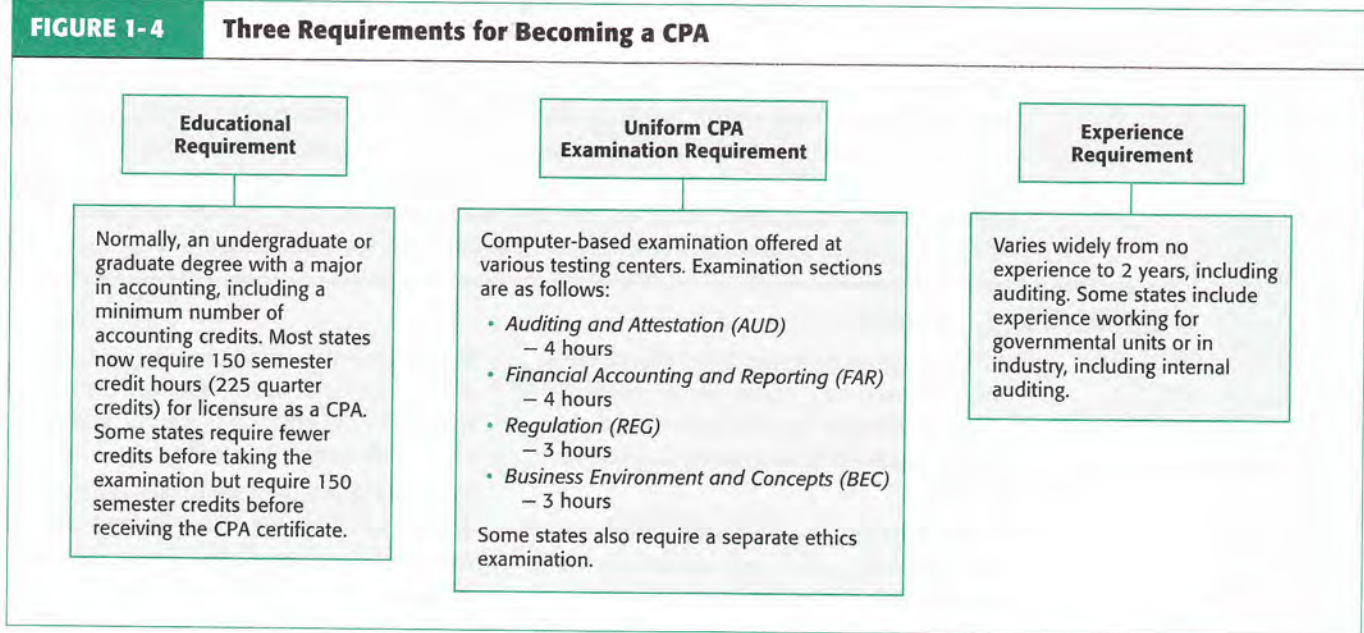 FIGURE 1-4 Three Requirements for Becoming a CPA
Educational
Requirement
Normally, an undergraduate or
graduate degree with a major
in accounting, including a
minimum number of
accounting credits. Most states
now require 150 semester
credit hours (225 quarter
credits) for licensure as a CPA.
Some states require fewer
credits before taking the
examination but require 150
semester credits before
receiving the CPA certificate.
Uniform CPA
Examination Requirement
Computer-based examination offered at
various testing centers. Examination sections
are as follows:
• Auditing and Attestation (AUD)
– 4 hours
• Financial Accounting and Reporting (FAR)
– 4 hours
• Regulation (REG)
– 3 hours
• Business Environment and Concepts (BEC)
– 3 hours
Some states also require a separate ethics
examination.
Experience
Requirement
Varies widely from no
experience to 2 years, including
auditing. Some states include
experience working for
governmental units or in
industry, including internal
auditing.